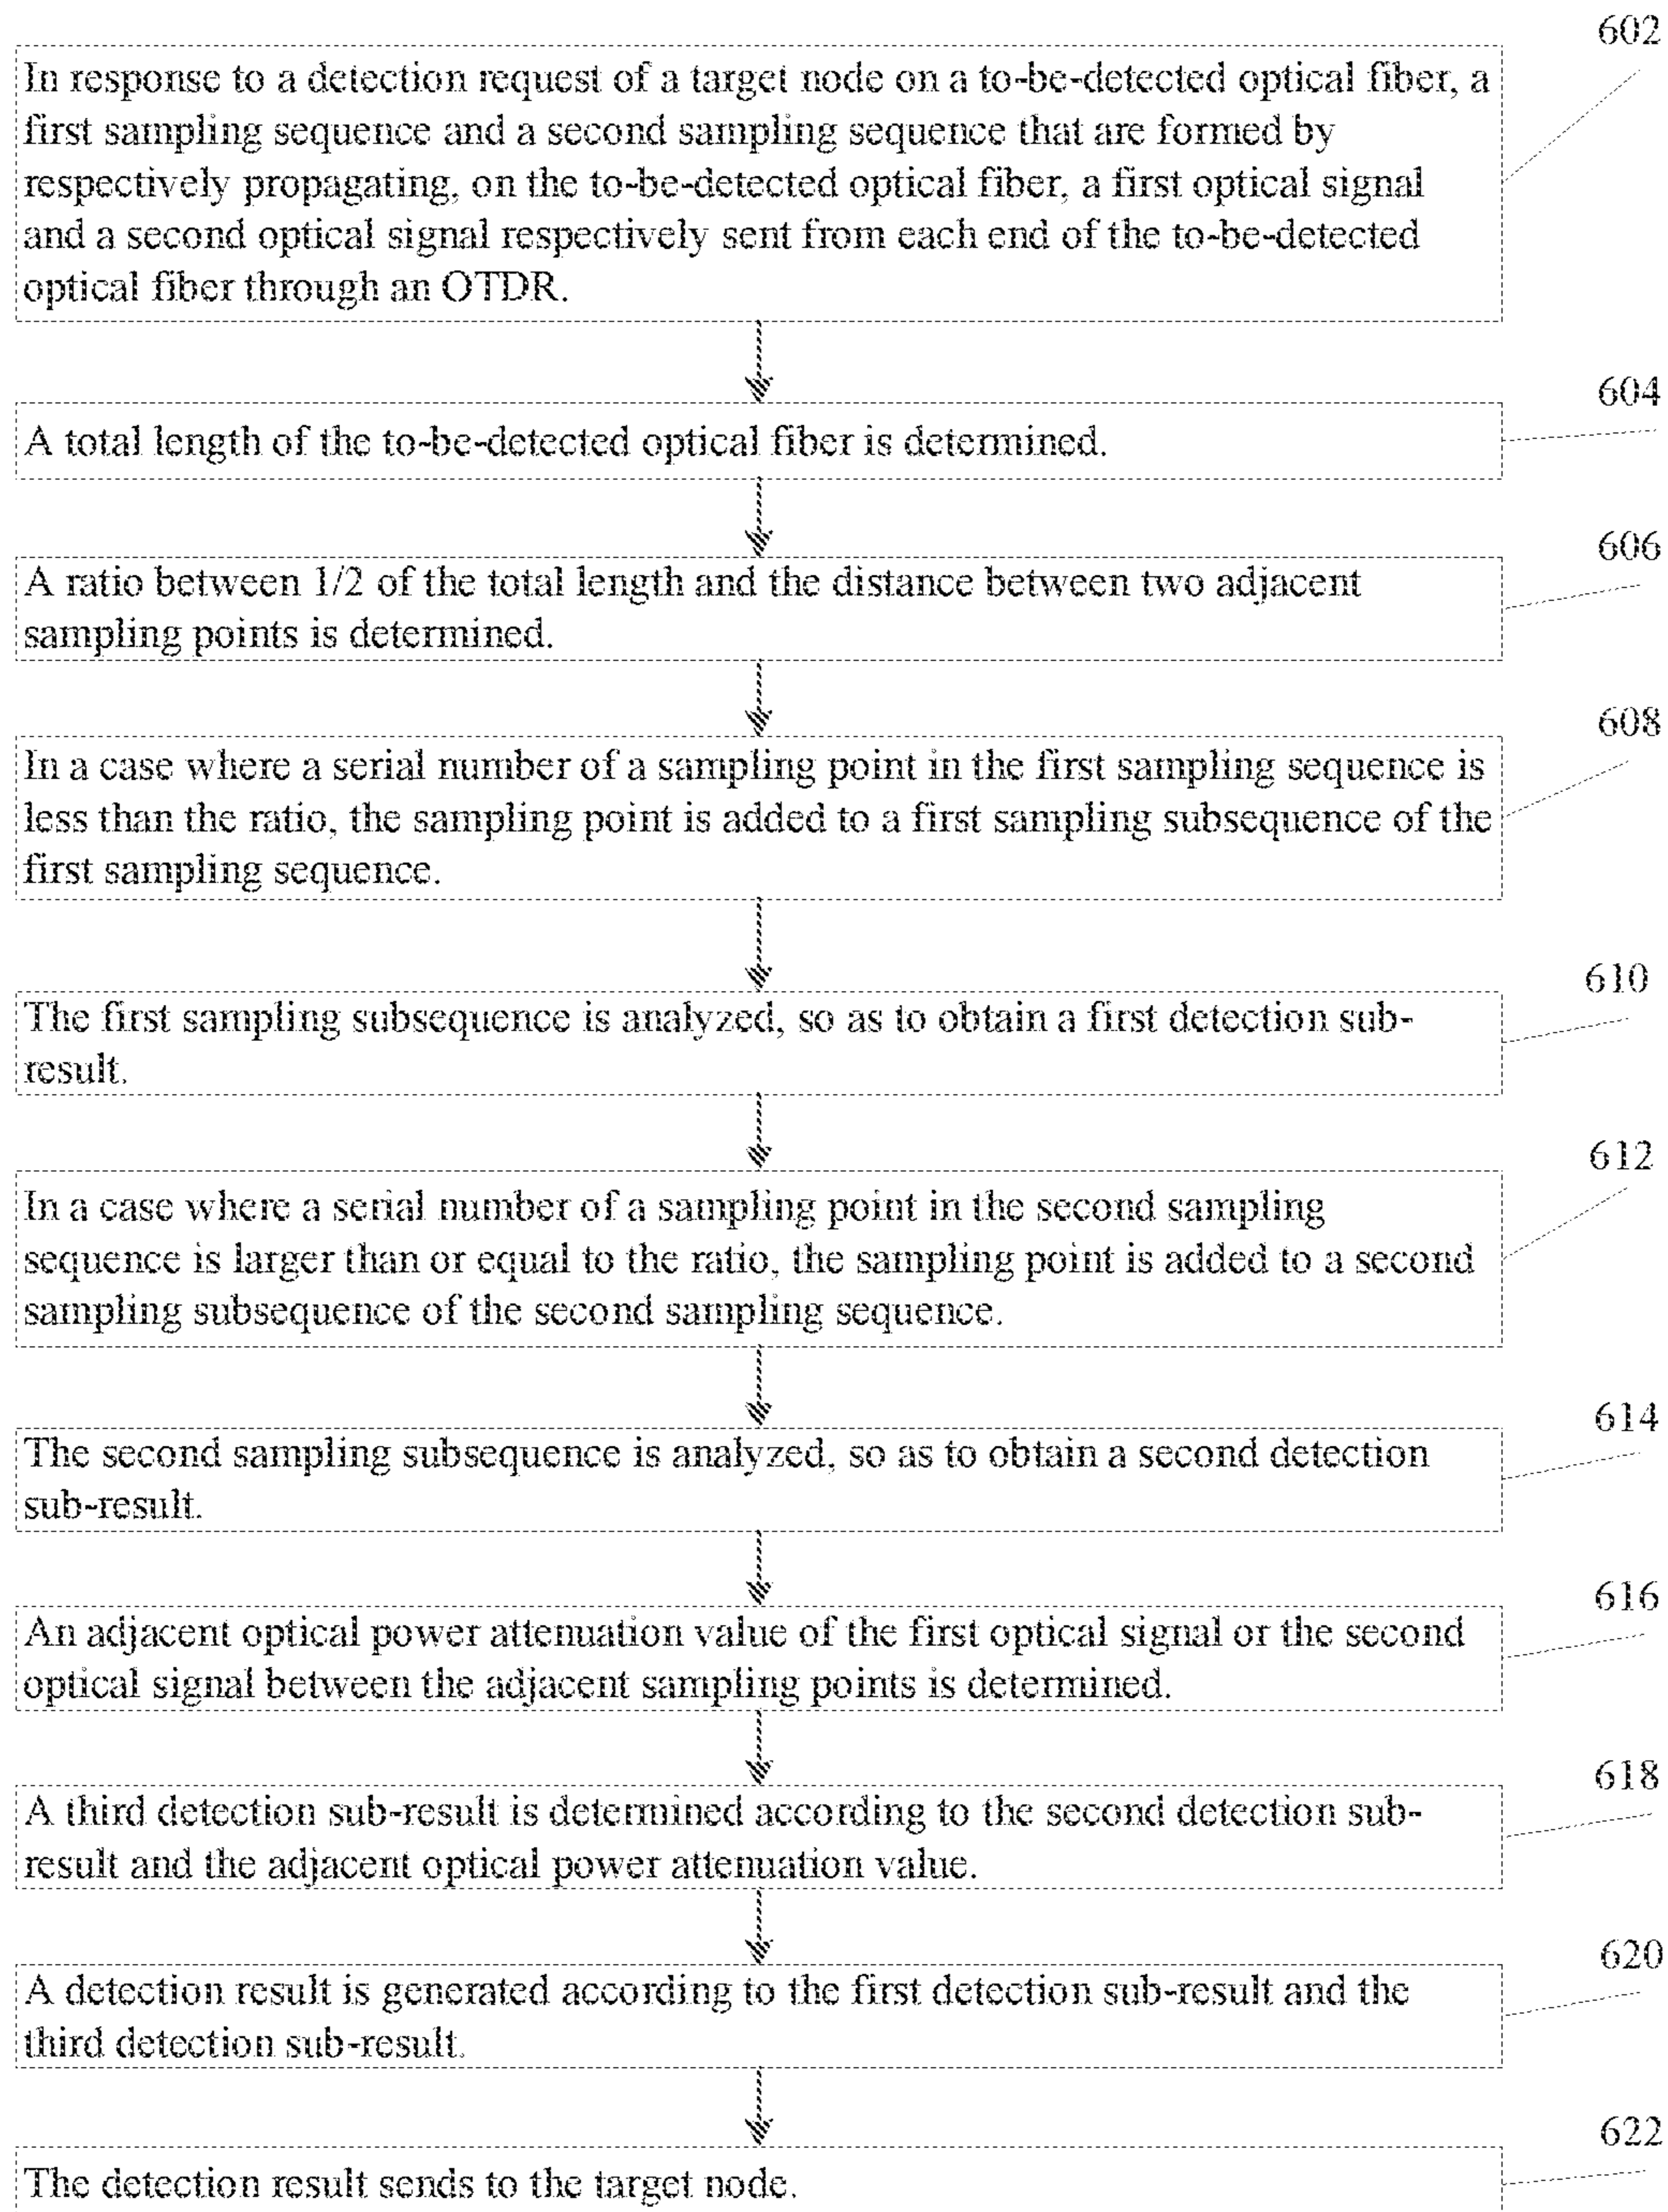 602
In response to a detection request of a target node on a to-be-detected optical fiber, a
first sampling sequence and a second sampling sequence that are formed by
respectively propagating, on the to-be-detected optical fiber, a first optical signal
and a second optical signal respectively sent from each end of the to-be-detected
optical fiber through an OTDR.
604
A total length of the to-be-detected optical fiber is determined.
606
A ratio between 1/2 of the total length and the distance between two adjacent
sampling points is determined.
608
In a case where a serial number of a sampling point in the first sampling sequence is
less than the ratio, the sampling point is added to a first sampling subsequence of the
first sampling sequence.
610
The first sampling subsequence is analyzed, so as to obtain a first detection sub-
result.
612
In a case where a serial number of a sampling point in the second sampling
sequence is larger than or equal to the ratio, the sampling point is added to a second
sampling subsequence of the second sampling sequence.
614
The second sampling subsequence is analyzed, so as to obtain a second detection
sub-result.
616
An adjacent optical power attenuation value of the first optical signal or the second
optical signal between the adjacent sampling points is determined.
618
A third detection sub-result is determined according to the second detection sub-
result and the adjacent optical power attenuation value.
620
A detection result is generated according to the first detection sub-result and the
third detection sub-result.
622
The detection result sends to the target node.